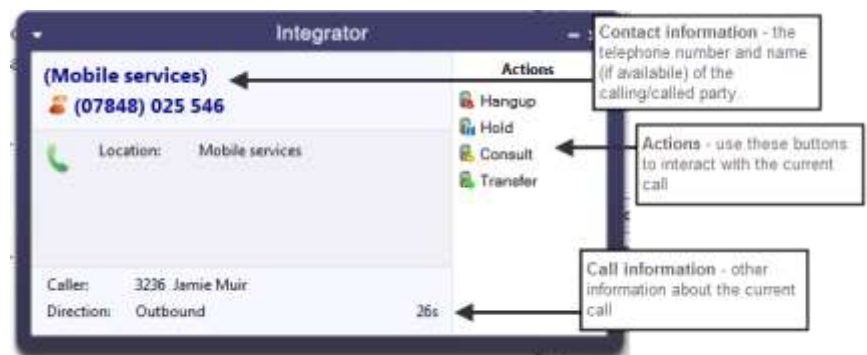 Integrator
(Mobile services)
(07848) 025 546
Location: Mobile services
Caller: 3236 Jamie Muir
Direction: Outbound 26s
Actions
Hangup
Hold
Consult
Transfer
Contact information - the
telephone number and name
(if availabile) of the
calling/called party
Actions - use these buttons
to interact with the current
call
Call information - other
information about the current
call